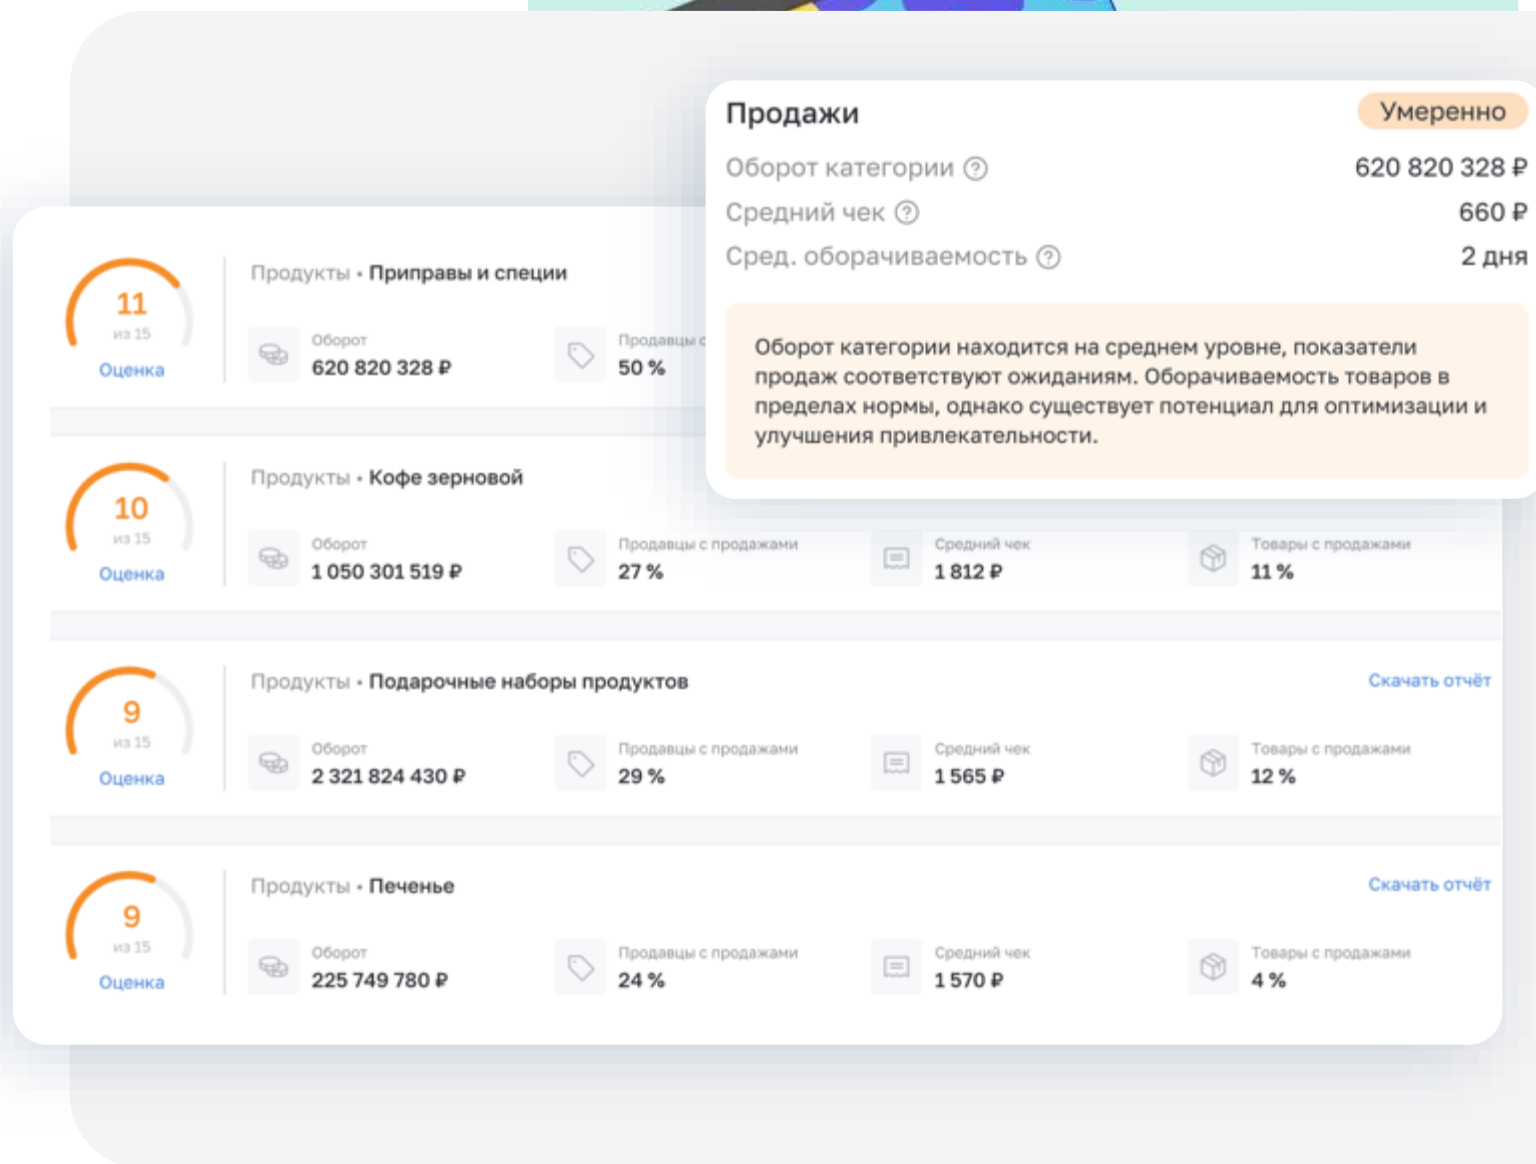 Продажи
Умеренно
Оборот категории ?
620 820 328 ₽
Средний чек ?
660 ₽
Сред. оборачиваемость ?
2 дня
Оборот категории находится на среднем уровне, показатели
продаж соответствуют ожиданиям. Оборачиваемость товаров в
пределах нормы, однако существует потенциал для оптимизации и
улучшения привлекательности.
11
из 15
Оценка
Продукты • Приправы и специи
Оборот
620 820 328 ₽
Продавцы с
50 %
10
из 15
Оценка
Продукты • Кофе зерновой
Оборот
1 050 301 519 ₽
Продавцы с продажами
27 %
Средний чек
1 812 ₽
Товары с продажами
11 %
9
из 15
Оценка
Продукты • Подарочные наборы продуктов
Скачать отчёт
Оборот
2 321 824 430 ₽
Продавцы с продажами
29 %
Средний чек
1 565 ₽
Товары с продажами
12 %
9
из 15
Оценка
Продукты • Печенье
Скачать отчёт
Оборот
225 749 780 ₽
Продавцы с продажами
24 %
Средний чек
1 570 ₽
Товары с продажами
4 %